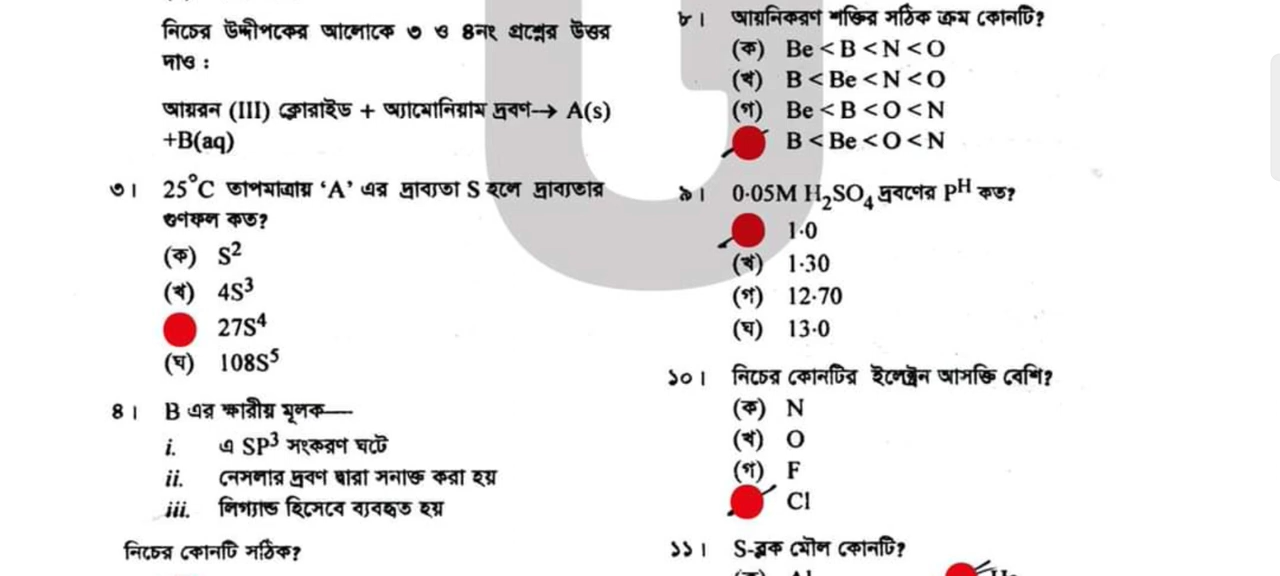 নিচের উদ্দীপকের আলোকে ৩ ও ৪নং প্রশ্নের উত্তর
দাও :
আয়রন (III) ক্লোরাইড + অ্যামোনিয়াম দ্রবণ→ A(s)
+B(aq)
৩। 25°C তাপমাত্রায় ‘A’ এর দ্রাব্যতা S হলে দ্রাব্যতার
গুণফল কত?
(ক) S²
(খ) 4S³
27S⁴
(ঘ) 108S⁵
৪। B এর ক্ষারীয় মূলক—
i. এ SP³ সংকরণ ঘটে
ii. নেসলার দ্রবণ দ্বারা সনাক্ত করা হয়
iii. লিগ্যান্ড হিসেবে ব্যবহৃত হয়
নিচের কোনটি সঠিক?
৮। আয়নিকরণ শক্তির সঠিক ক্রম কোনটি?
(ক) Be < B < N < O
(খ) B < Be < N < O
(গ) Be < B < O < N
B < Be < O < N
৯। 0·05M H₂SO₄ দ্রবণের Pᴴ কত?
1·0
(খ) 1·30
(গ) 12·70
(ঘ) 13·0
১০। নিচের কোনটির ইলেক্ট্রন আসক্তি বেশি?
(ক) N
(খ) O
(গ) F
Cl
১১। S-ব্লক মৌল কোনটি?